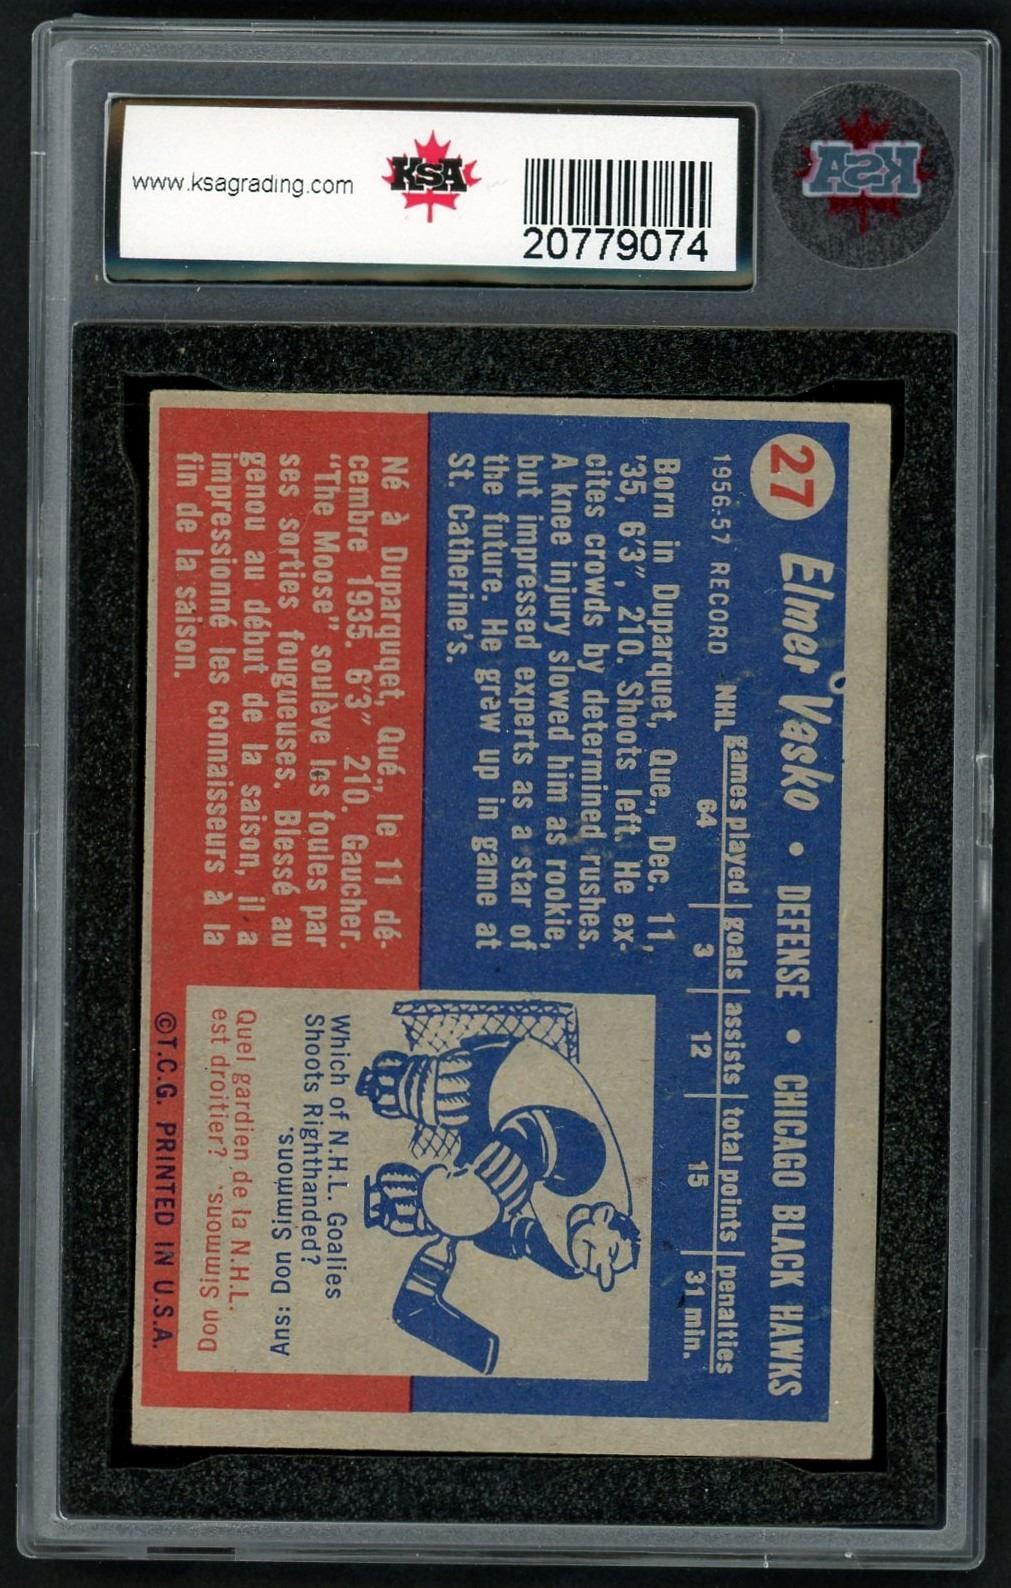 www.ksagrading.com
KSA
20779074
KSA
27 Elmer Vasko • DEFENSE • CHICAGO BLACK HAWKS
1956-57 RECORD
games played goals assists total points penalties
NHL 64 3 12 15 31 min.
Born in Duparquet, Que., Dec. 11,
'35, 6'3", 210. Shoots left. He ex-
cites crowds by determined rushes.
A knee injury slowed him as rookie,
but impressed experts as a star of
the future. He grew up in game at
St. Catherine's.
Né à Duparquet, Qué., le 11 dé-
cembre 1935. 6'3" 210. Gaucher.
"The Moose" soulève les foules par
ses sorties fougueuses. Blessé au
genou au début de la saison, il a
impressionné les connaisseurs à la
fin de la saison.
Which of N.H.L. Goalies
Shoots Righthanded?
Ans: Don Simmons.
Quel gardien de la N.H.L.
est droitier?
Don Simmons.
©T.C.G. PRINTED IN U.S.A.